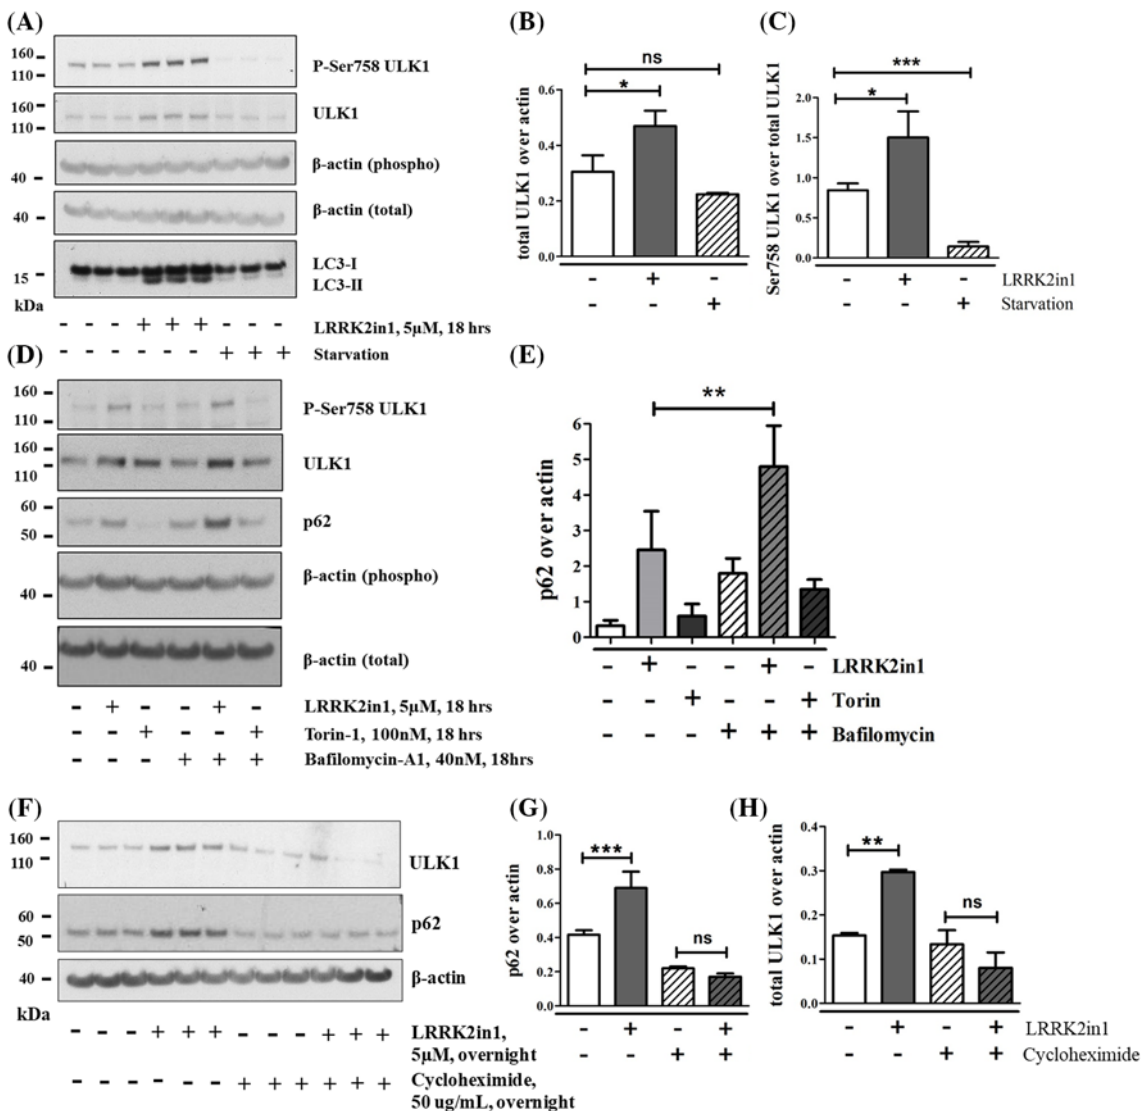 (A)
160
110
P-Ser758 ULK1
160
110
ULK1
β-actin (phospho)
40
β-actin (total)
40
LC3-I
LC3-II
15
kDa
- - - + + + - - - LRRK2in1, 5μM, 18 hrs
- - - - - - + + + Starvation
(B)
ns
*
total ULK1 over actin
0.6
0.4
0.2
0.0
- + -
- - +
(C)
***
*
Ser758 ULK1 over total ULK1
2.0
1.5
1.0
0.5
0.0
- + - LRRK2in1
- - + Starvation
(D)
160
110
P-Ser758 ULK1
160
110
ULK1
60
50
p62
β-actin (phospho)
40
β-actin (total)
40
- + - - + - LRRK2in1, 5μM, 18 hrs
- - + - - + Torin-1, 100nM, 18 hrs
- - - + + + Bafilomycin-A1, 40nM, 18hrs
(E)
**
p62 over actin
6
5
4
3
2
1
0
- + - - + - LRRK2in1
- - + - - + Torin
- - - + + + Bafilomycin
(F)
160
110
ULK1
60
50
p62
40
β-actin
kDa
- - - + + + - - - + + + LRRK2in1,
5μM, overnight
- - - - - - + + + + + + Cycloheximide,
50 ug/mL, overnight
(G)
***
ns
p62 over actin
1.0
0.8
0.6
0.4
0.2
0.0
- + - +
- - + +
(H)
**
ns
total ULK1 over actin
0.4
0.3
0.2
0.1
0.0
- + - + LRRK2in1
- - + + Cycloheximide